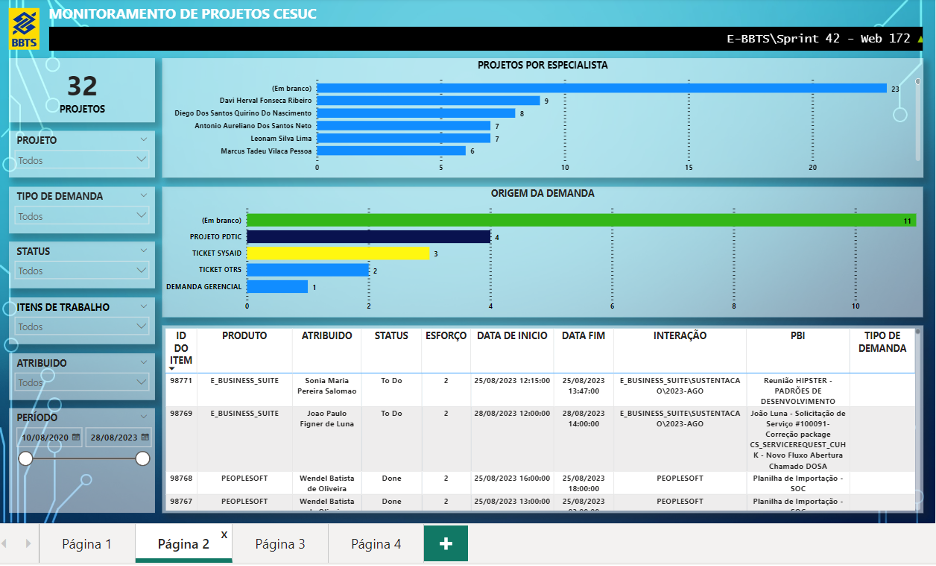 MONITORAMENTO DE PROJETOS CESUC
BBTS
E-BBTS\Sprint 42 - Web 172
32
PROJETOS
PROJETO
Todos
TIPO DE DEMANDA
Todos
STATUS
Todos
ITENS DE TRABALHO
Todos
ATRIBUIDO
Todos
PERÍODO
10/08/2020
28/08/2023
PROJETOS POR ESPECIALISTA
(Em branco) 23
Davi Herval Fonseca Ribeiro 9
Diego Dos Santos Quirino Do Nascimento 8
Antonio Aureliano Dos Santos Neto 7
Leonam Silva Lima 7
Marcus Tadeu Vilaca Pessoa 6
0 5 10 15 20
ORIGEM DA DEMANDA
(Em branco) 11
PROJETO PDTIC 4
TICKET SYSAID 3
TICKET OTRS 2
DEMANDA GERENCIAL 1
0 2 4 6 8 10
ID DO ITEM PRODUTO ATRIBUIDO STATUS ESFORÇO DATA DE INICIO DATA FIM INTERAÇÃO PBI TIPO DE DEMANDA
98771 E_BUSINESS_SUITE Sonia Maria Pereira Salomao To Do 2 25/08/2023 12:15:00 25/08/2023 13:47:00 E_BUSINESS_SUITE\SUSTENTACAO\2023-AGO Reunião HIPSTER - PADRÕES DE DESENVOLVIMENTO
98769 E_BUSINESS_SUITE Joao Paulo Figner de Luna To Do 2 28/08/2023 12:00:00 28/08/2023 14:00:00 E_BUSINESS_SUITE\SUSTENTACAO\2023-AGO João Luna - Solicitação de Serviço #100091- Correção package CS_SERVICEREQUEST_CUHK - Novo Fluxo Abertura Chamado DOSA
98768 PEOPLESOFT Wendel Batista de Oliveira Done 2 25/08/2023 16:00:00 25/08/2023 18:00:00 PEOPLESOFT Planilha de Importação - SOC
98767 PEOPLESOFT Wendel Batista Done 2 25/08/2023 13:00:00 25/08/2023 PEOPLESOFT Planilha de Importação -
Página 1
Página 2 x
Página 3
Página 4
+